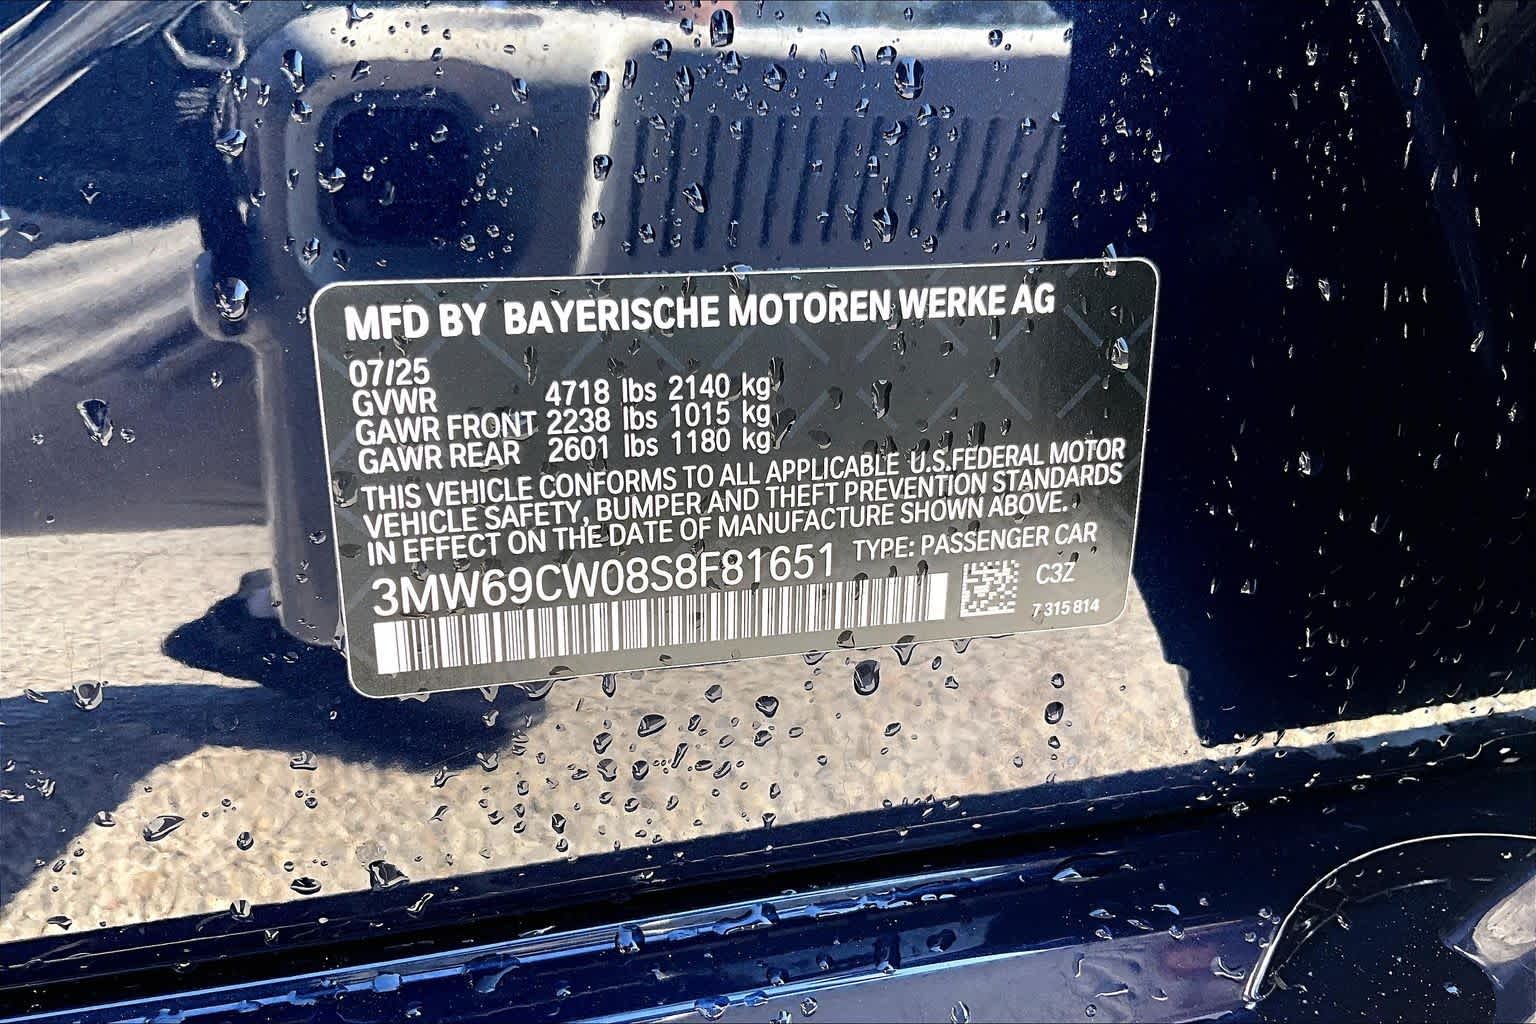 MFD BY BAYERISCHE MOTOREN WERKE AG
07/25
GVWR 4718 lbs 2140 kg
GAWR FRONT 2238 lbs 1015 kg
GAWR REAR 2601 lbs 1180 kg
THIS VEHICLE CONFORMS TO ALL APPLICABLE U.S.FEDERAL MOTOR
VEHICLE SAFETY, BUMPER AND THEFT PREVENTION STANDARDS
IN EFFECT ON THE DATE OF MANUFACTURE SHOWN ABOVE.
3MW69CW08S8F81651 TYPE: PASSENGER CAR
C3Z
7 315 814